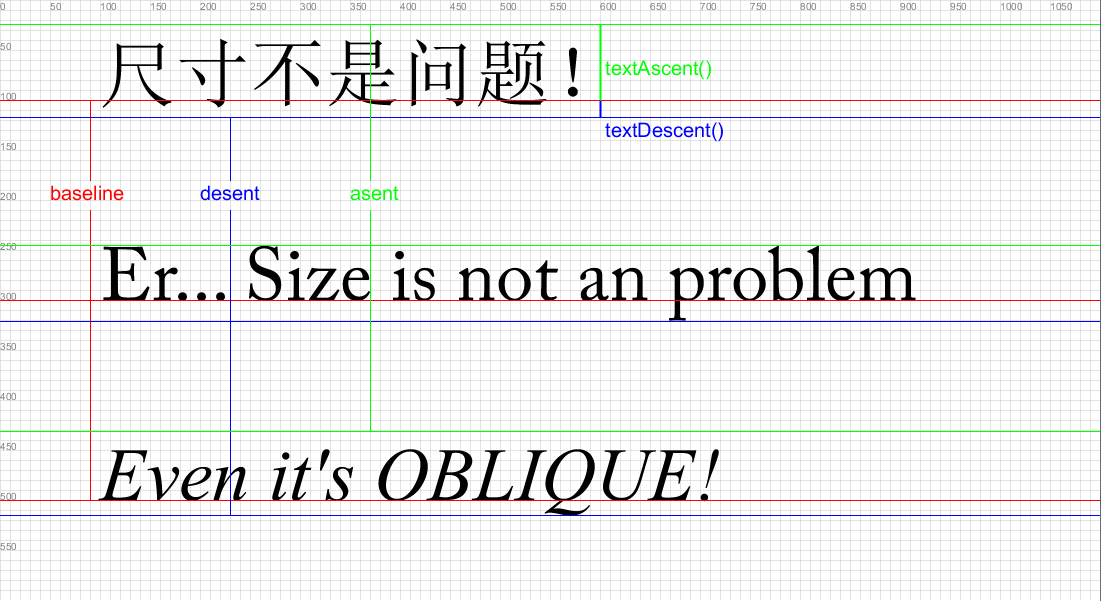 0 50 100 150 200 250 300 350 400 450 500 550 600 650 700 750 800 850 900 950 1000 1050
50
尺寸不是问题！
textAscent()
100
textDescent()
150
baseline desent asent
200
250
Er... Size is not an problem
300
350
400
450
Even it's OBLIQUE!
500
550